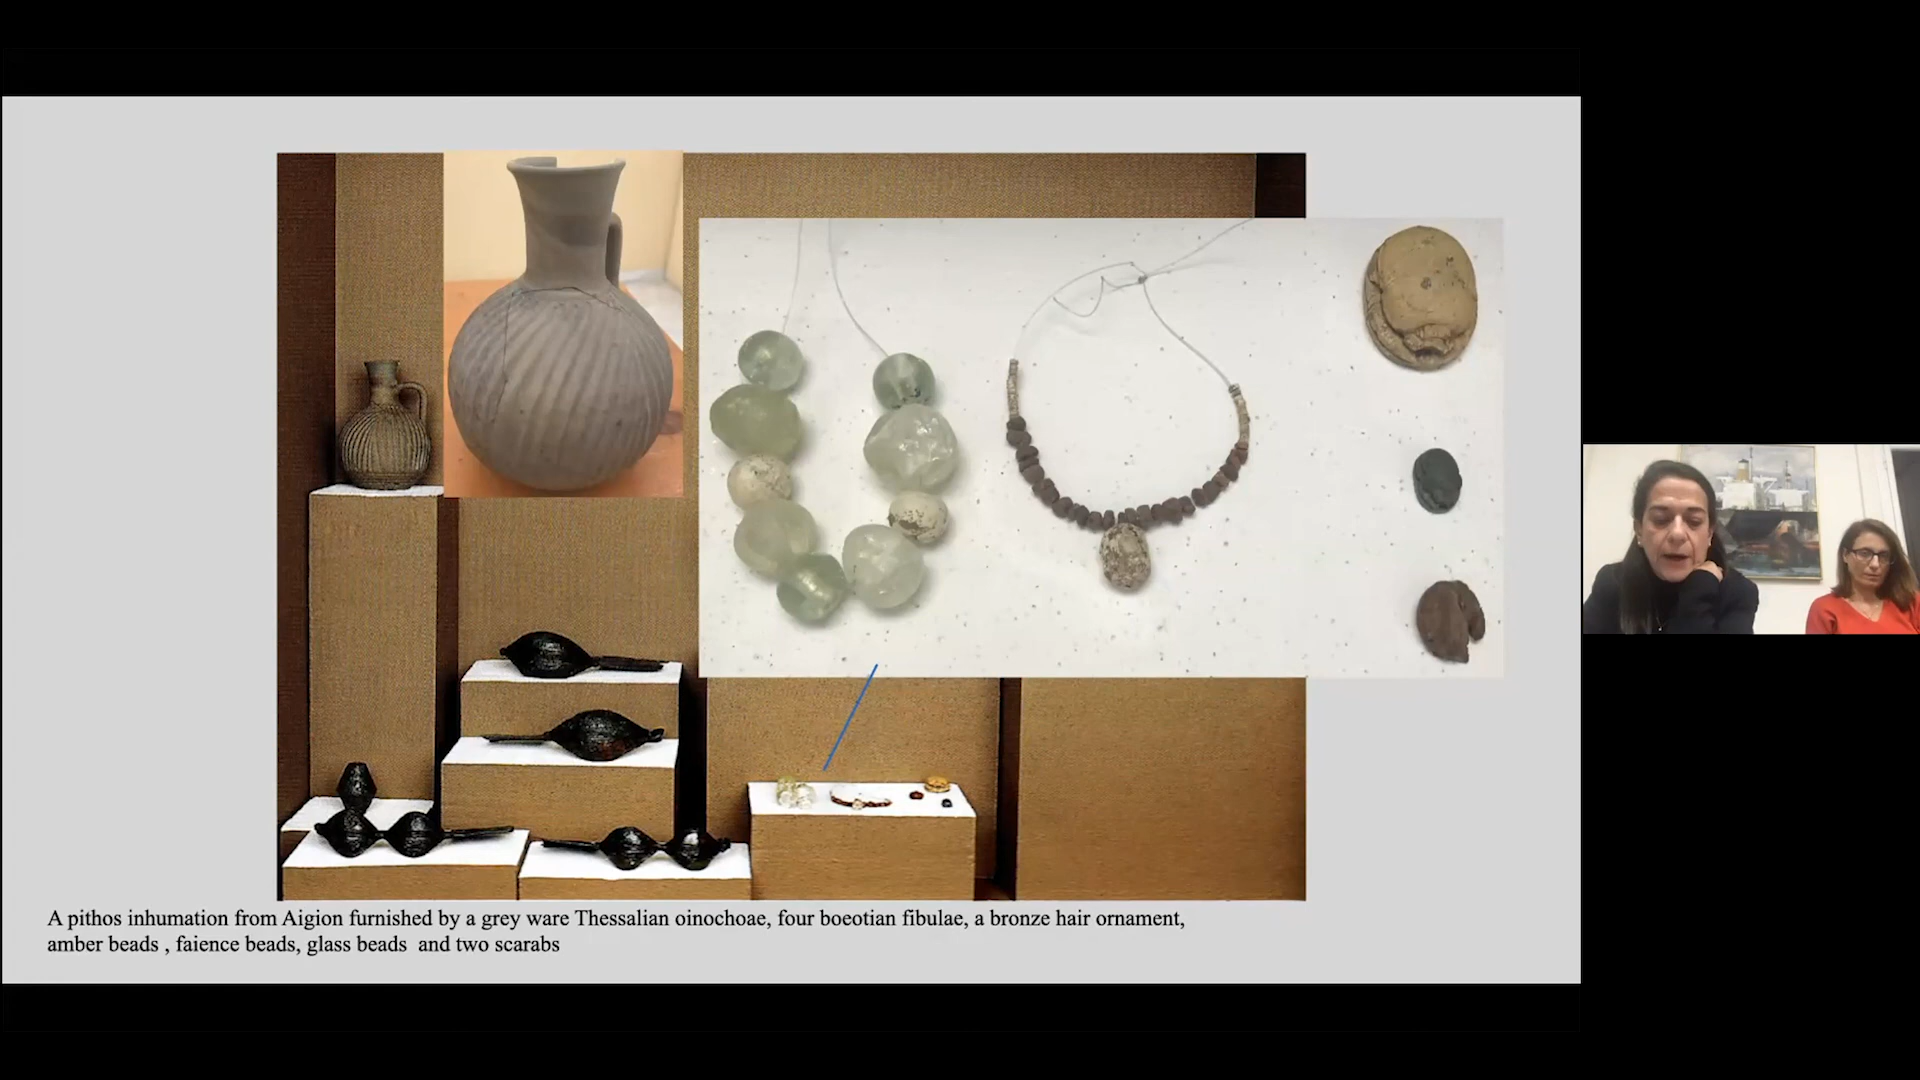 A pithos inhumation from Aigion furnished by a grey ware Thessalian oinochoae, four boeotian fibulae, a bronze hair ornament,
amber beads , faience beads, glass beads  and two scarabs